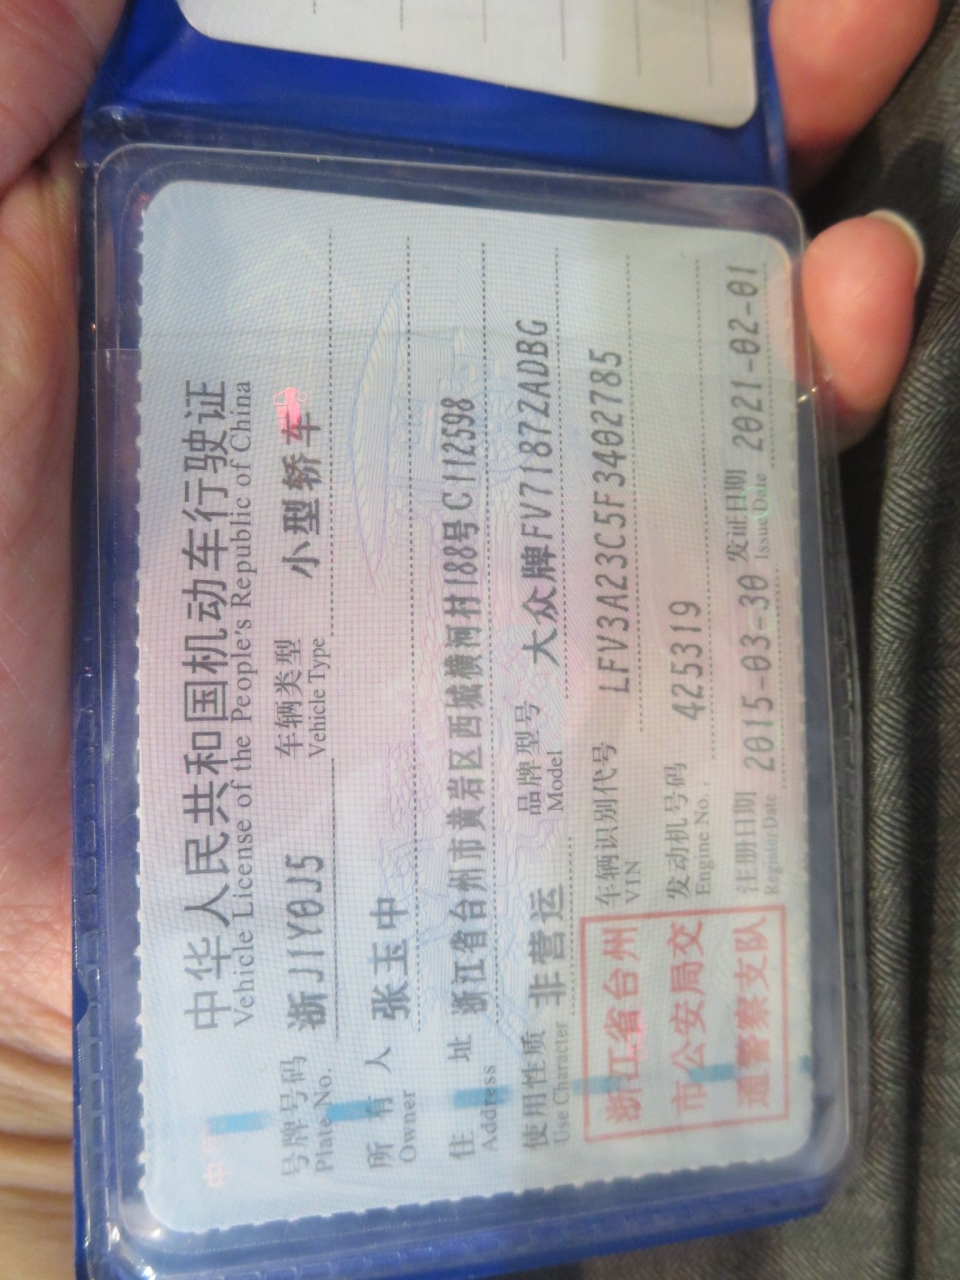 中华人民共和国机动车行驶证
Vehicle License of the People's Republic of China
号牌号码 浙J1Y0J5 车辆类型 小型轿车
Plate No. Vehicle Type
所有人 张玉中
Owner
住址 浙江省台州市黄岩区西城横河村188号C112598
Address
使用性质 非营运 品牌型号 大众牌FV7187ZADBG
Use Character Model
浙江省台州
市公安局交
通警察支队
车辆识别代号 LFV3A23C5F3402785
VIN
发动机号码 425319
Engine No.
注册日期 2015-03-30 发证日期 2021-02-01
Register Date Issue Date